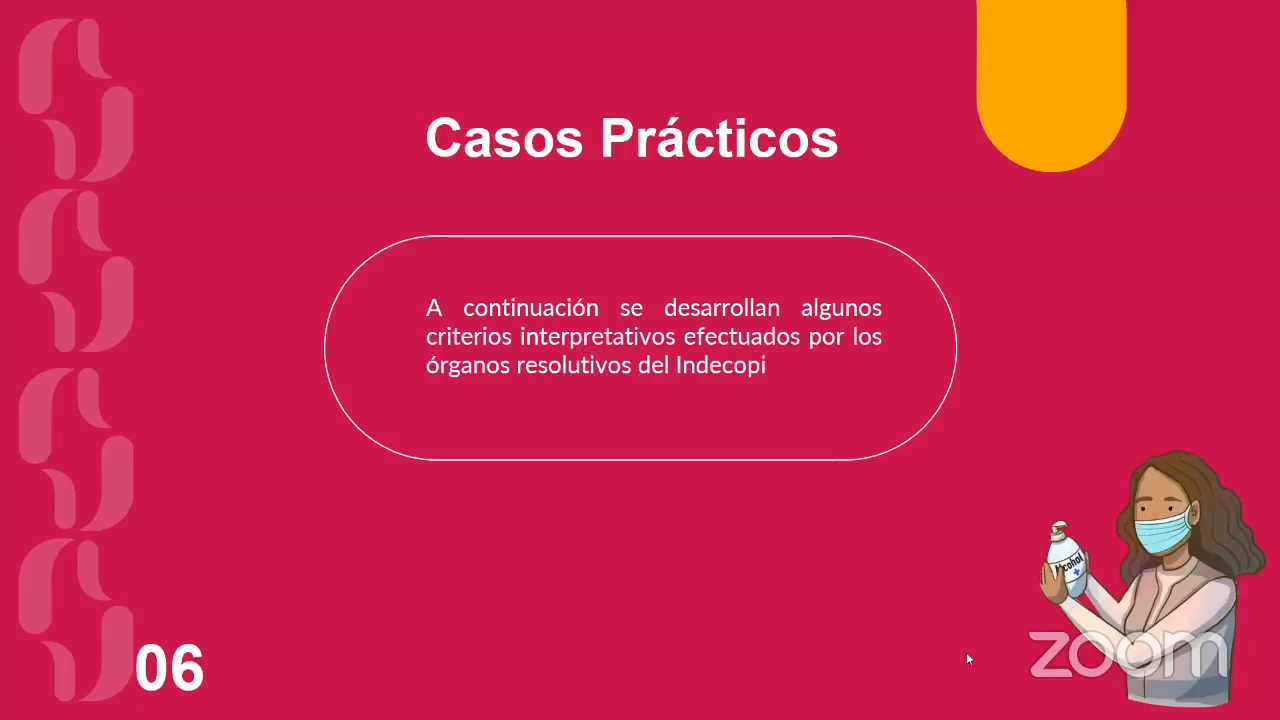 Casos Prácticos
A continuación se desarrollan algunos
criterios interpretativos efectuados por los
órganos resolutivos del Indecopi
Alcohol
zoom
06